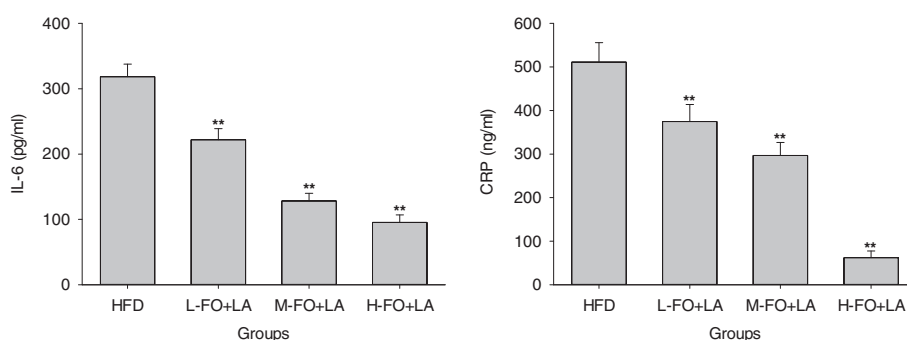 400
300
200
100
0
IL-6 (pg/ml)
**
**
**
HFD
L-FO+LA
M-FO+LA
H-FO+LA
Groups
600
500
400
300
200
100
0
CRP (ng/ml)
**
**
**
HFD
L-FO+LA
M-FO+LA
H-FO+LA
Groups